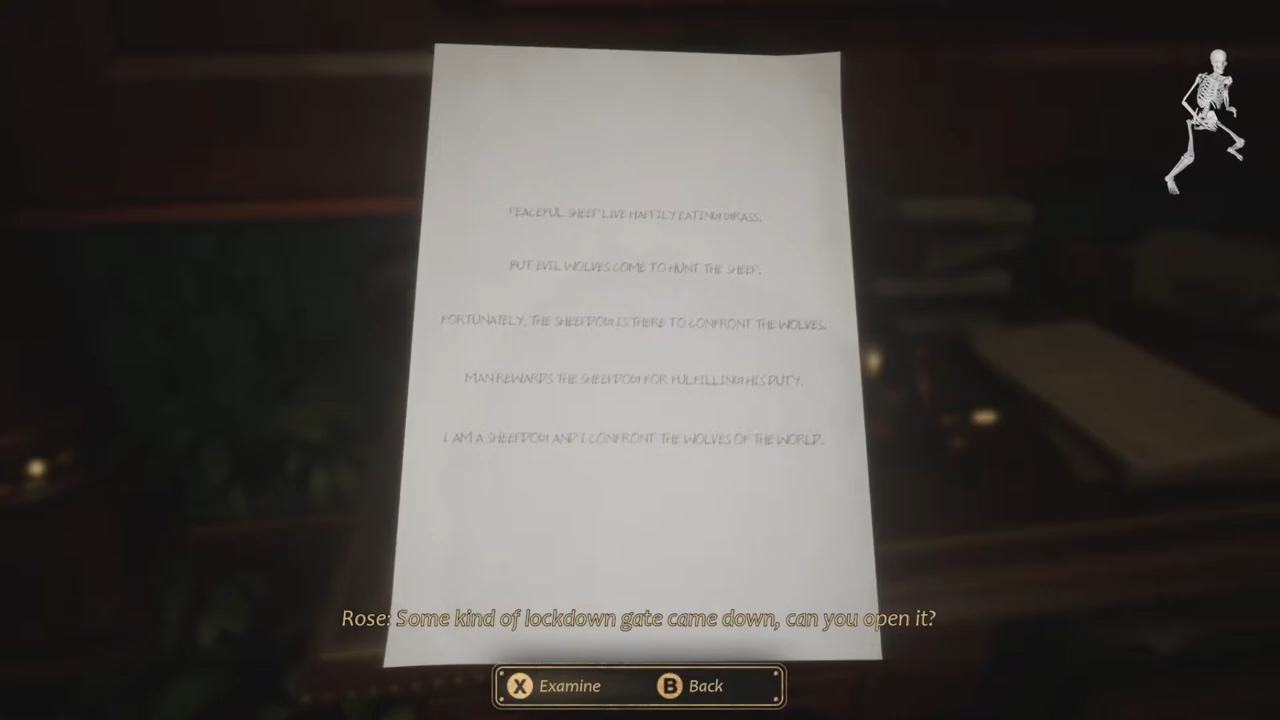 PEACEFUL SHEEP LIVE HAPPILY EATING GRASS.
BUT EVIL WOLVES COME TO HUNT THE SHEEP.
FORTUNATELY, THE SHEEPDOG IS THERE TO CONFRONT THE WOLVES.
MAN REWARDS THE SHEEPDOG FOR FULFILLING HIS DUTY.
I AM A SHEEPDOG AND I CONFRONT THE WOLVES OF THE WORLD.
Rose: Some kind of lockdown gate came down, can you open it?
X Examine B Back